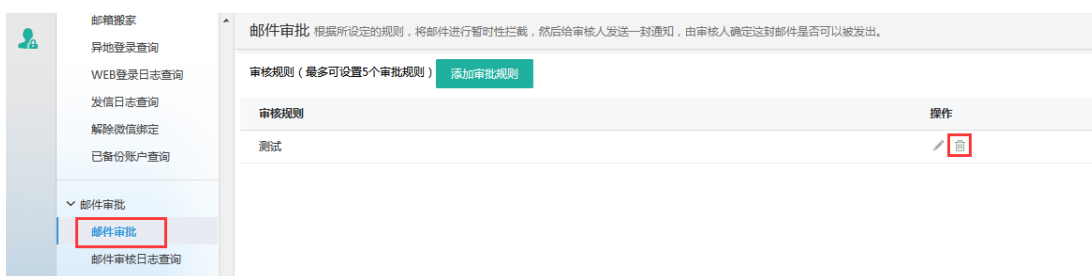 邮箱搬家
异地登录查询
WEB登录日志查询
发信日志查询
解除微信绑定
已备份账户查询
邮件审批
邮件审批
邮件审核日志查询
邮件审批 根据所设定的规则，将邮件进行暂时性拦截，然后给审核人发送一封通知，由审核人确定这封邮件是否可以被发出。
审核规则（最多可设置5个审批规则） 添加审批规则
审核规则 操作
测试